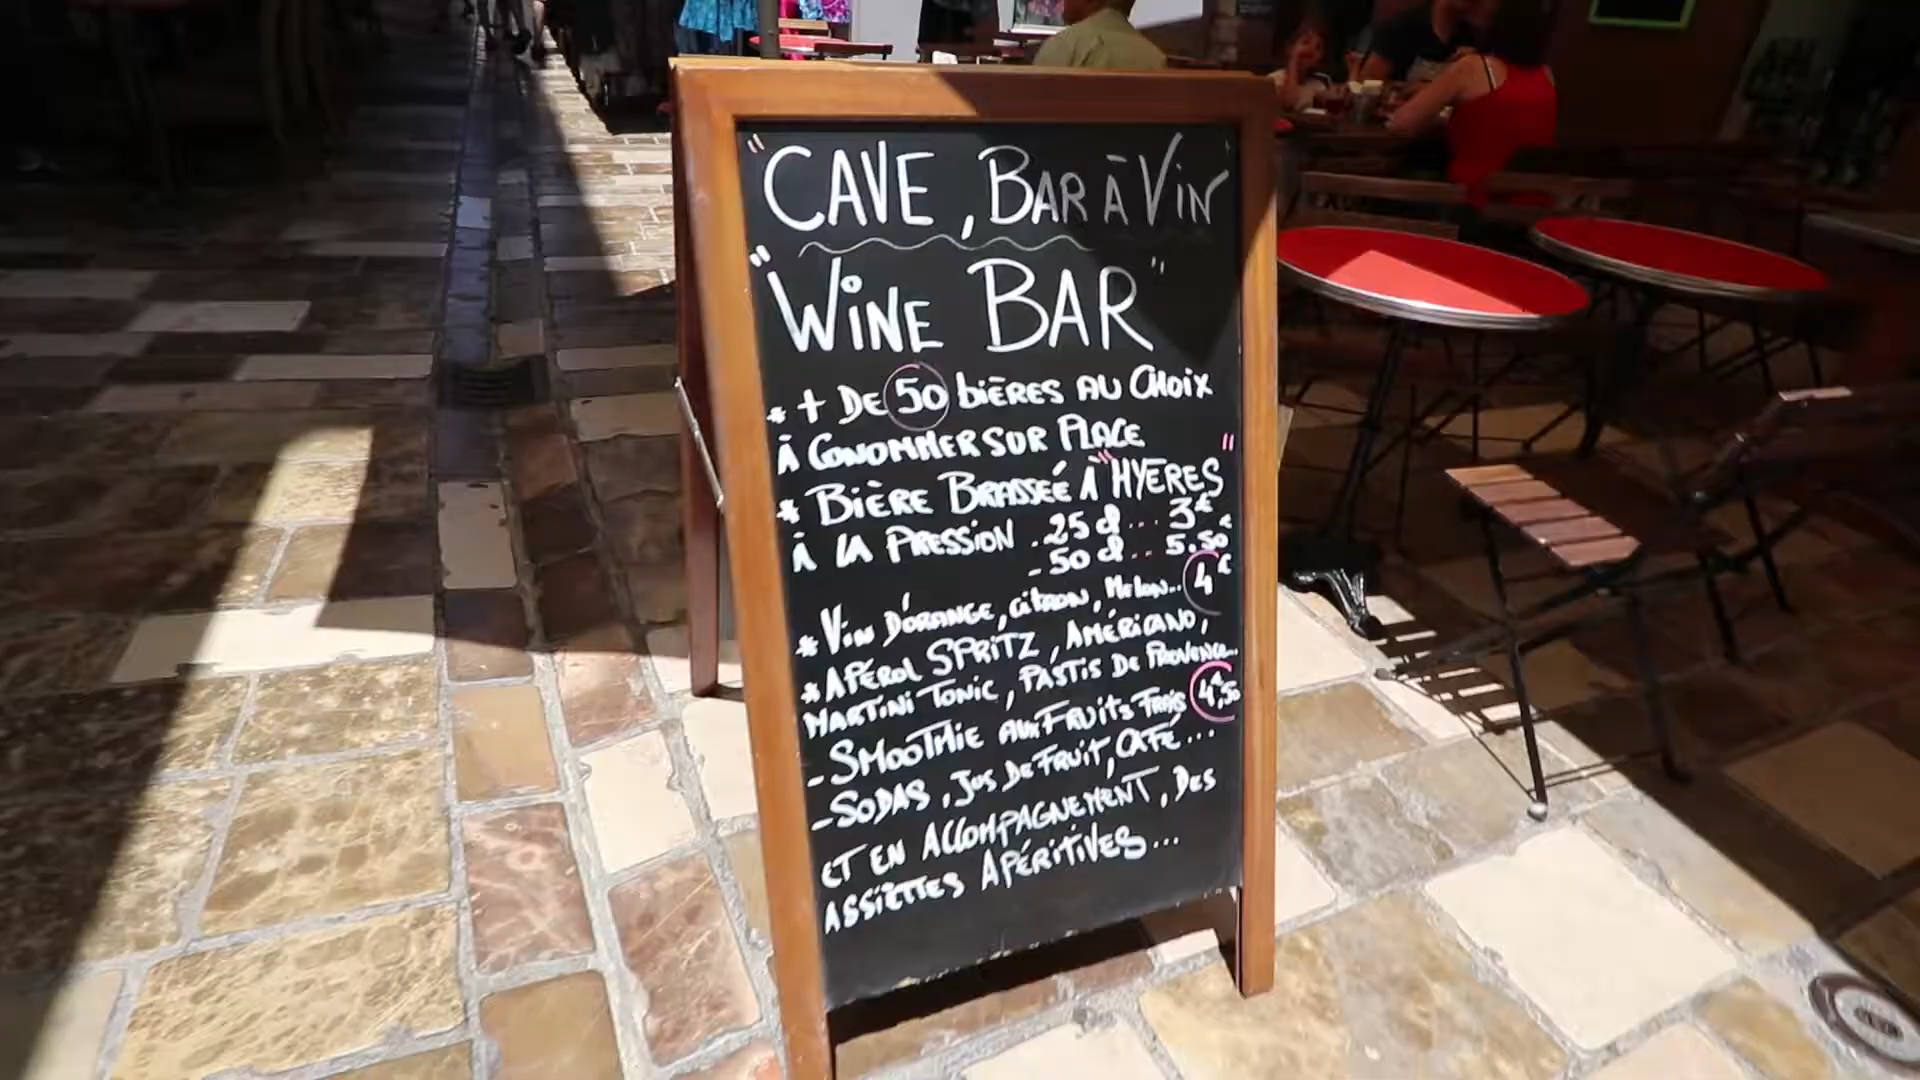 "CAVE, BAR À VIN
"WiNE BAR"
* + DE 50 biÈRES AU CHOIX
À CONOMMER SUR PLACE
* BiÈRE BRASSÉE À "HYERES"
À LA PRESSION - 25 cl... 3€
- 50 cl... 5.50€
* ViN D'ORANGE, CiTRON, MELON... 4€
* APÉROL SPRiTZ, AMÉRiCANO,
MARTiNi TONiC, PASTiS DE PROVENCE...
- SMOOTHiE AUX FRUiTS FRAiS 4€,50
- SODAS, JUS DE FRUiT, CAFÉ...
ET EN ACCOMPAGNEMENT, DES
ASSiETTES APÉRiTiVES...